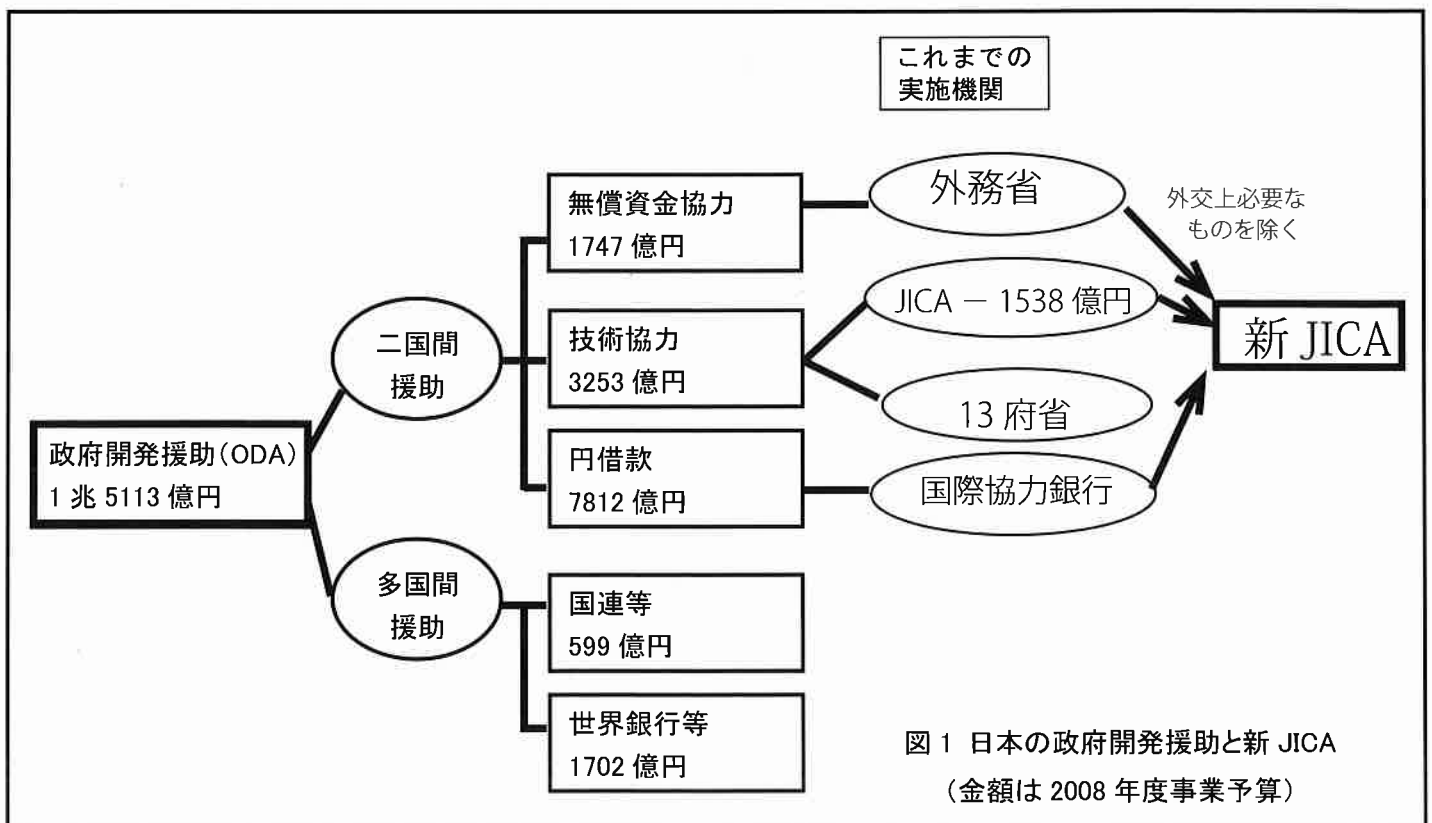 これまでの
実施機関
無償資金協力
1747 億円
外務省
外交上必要な
ものを除く
二国間
援助
技術協力
3253 億円
JICA － 1538 億円
新 JICA
13 府省
政府開発援助（ODA）
1 兆 5113 億円
円借款
7812 億円
国際協力銀行
多国間
援助
国連等
599 億円
世界銀行等
1702 億円
図 1 日本の政府開発援助と新 JICA
（金額は 2008 年度事業予算）